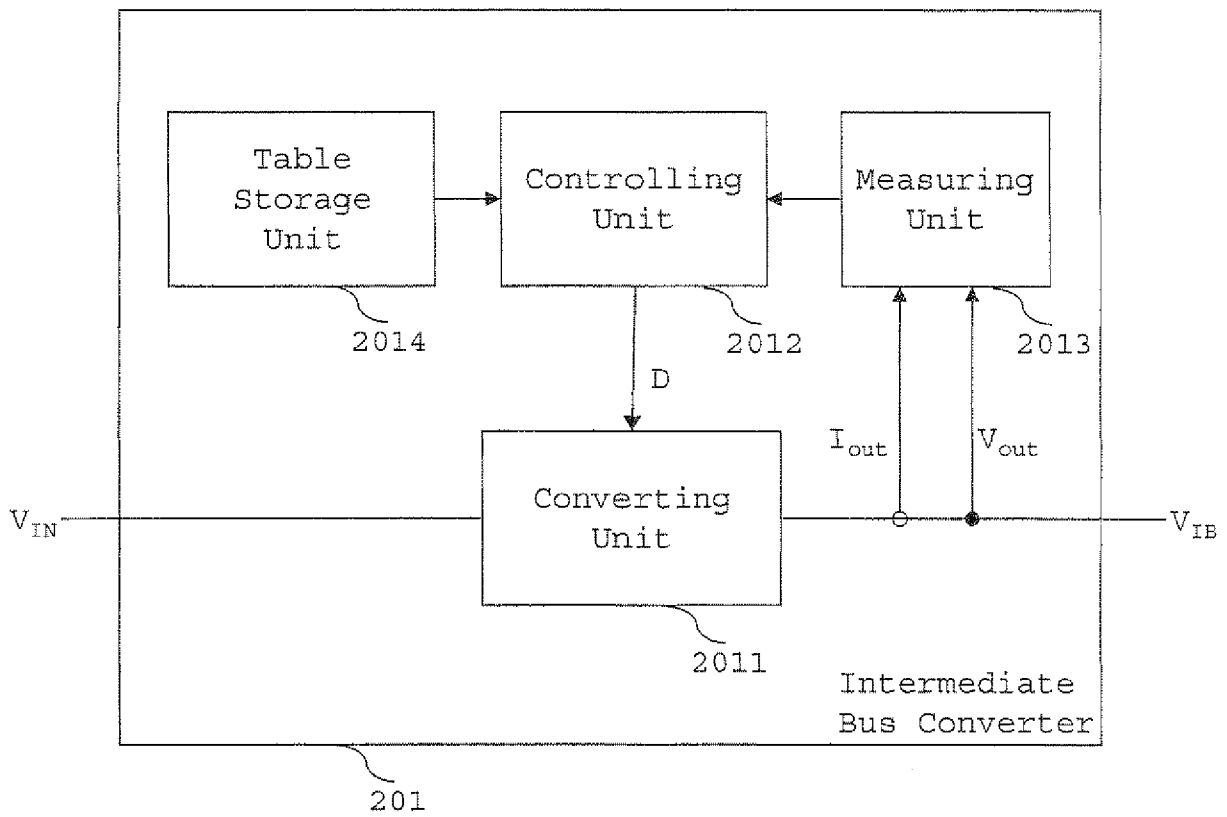 Table
Storage
Unit
Controlling
Unit
Measuring
Unit
2014
2012
2013
D
I_out
V_out
Converting
Unit
V_IN
V_IB
2011
Intermediate
Bus Converter
201